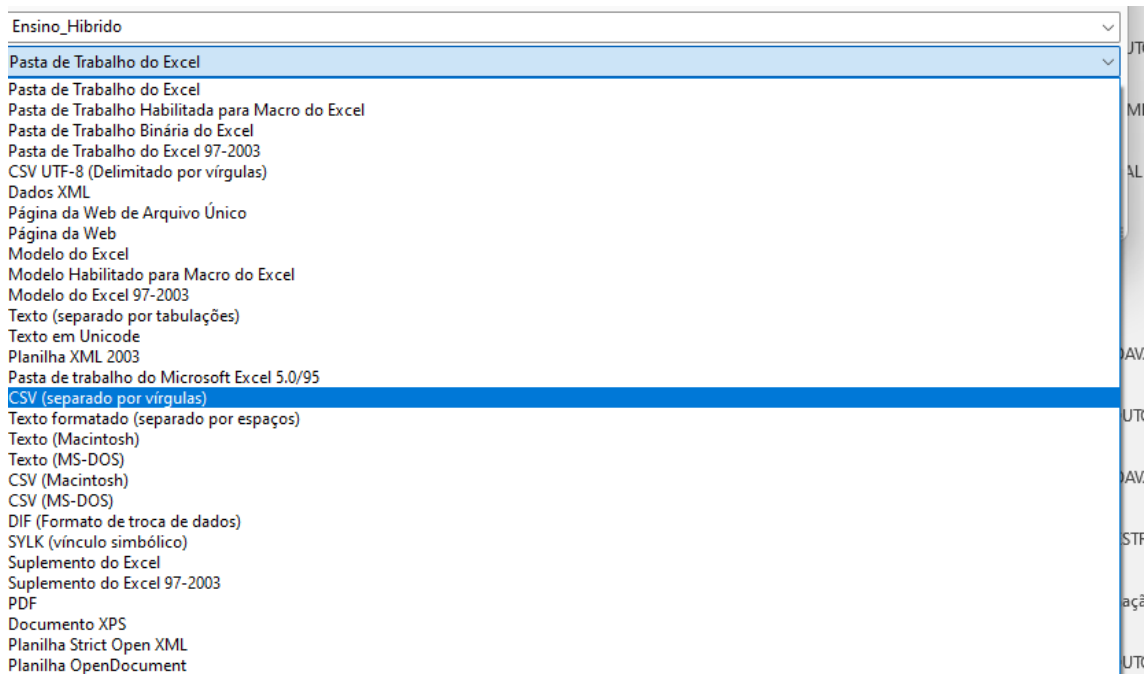 Ensino_Hibrido
Pasta de Trabalho do Excel
Pasta de Trabalho do Excel
Pasta de Trabalho Habilitada para Macro do Excel
Pasta de Trabalho Binária do Excel
Pasta de Trabalho do Excel 97-2003
CSV UTF-8 (Delimitado por vírgulas)
Dados XML
Página da Web de Arquivo Único
Página da Web
Modelo do Excel
Modelo Habilitado para Macro do Excel
Modelo do Excel 97-2003
Texto (separado por tabulações)
Texto em Unicode
Planilha XML 2003
Pasta de trabalho do Microsoft Excel 5.0/95
CSV (separado por vírgulas)
Texto formatado (separado por espaços)
Texto (Macintosh)
Texto (MS-DOS)
CSV (Macintosh)
CSV (MS-DOS)
DIF (Formato de troca de dados)
SYLK (vínculo simbólico)
Suplemento do Excel
Suplemento do Excel 97-2003
PDF
Documento XPS
Planilha Strict Open XML
Planilha OpenDocument